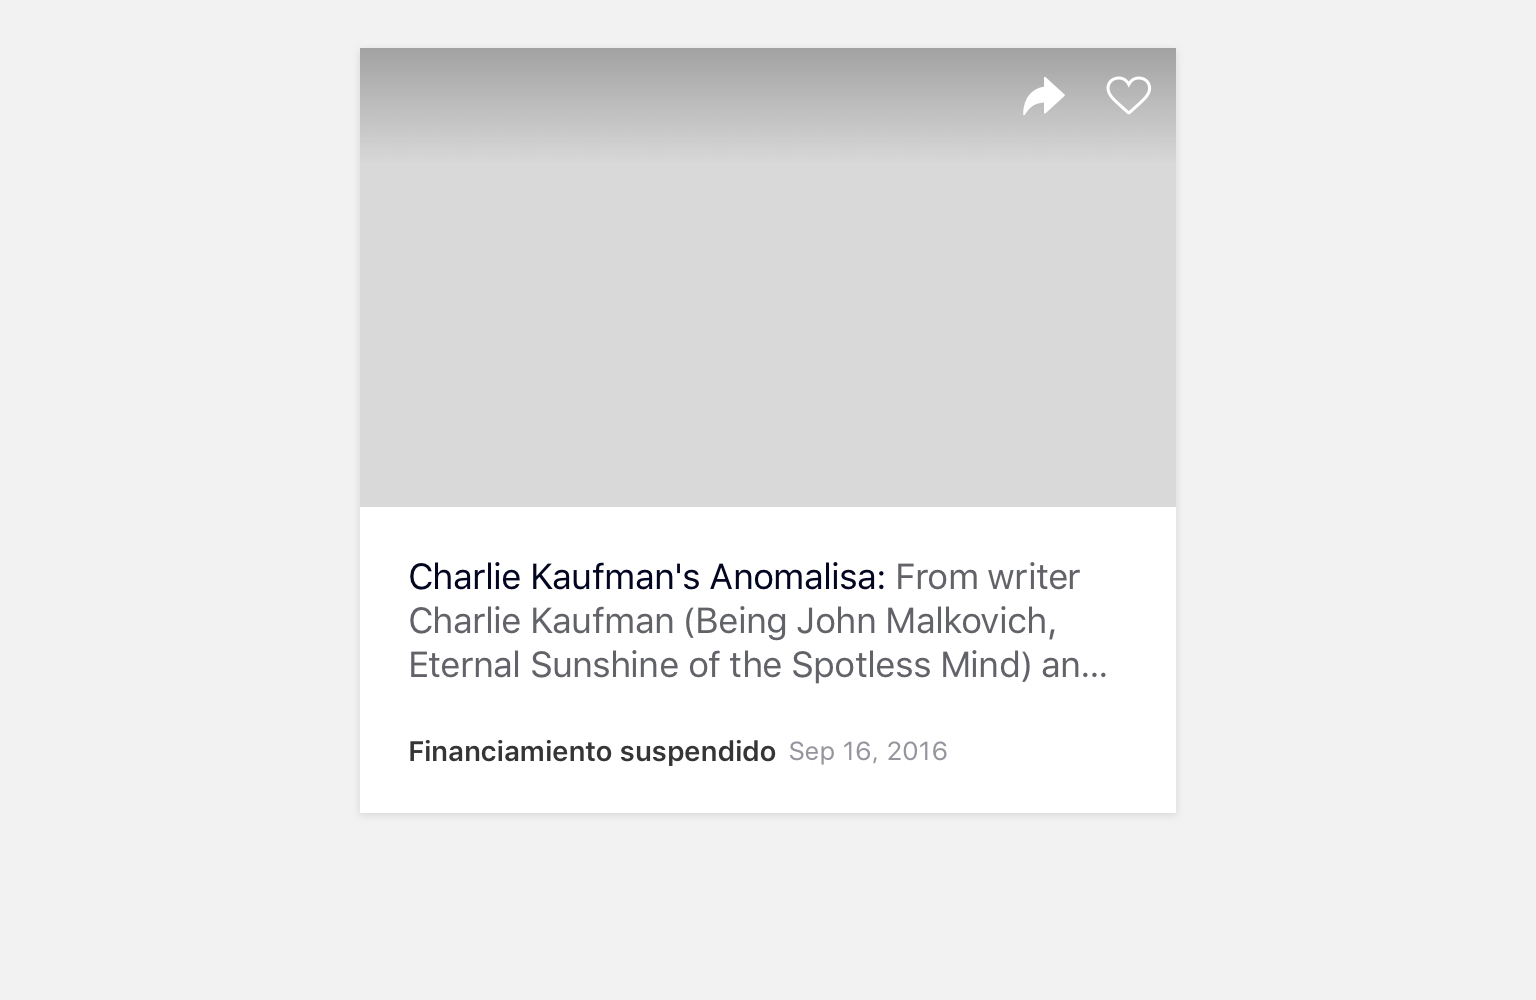 Charlie Kaufman's Anomalisa: From writer
Charlie Kaufman (Being John Malkovich,
Eternal Sunshine of the Spotless Mind) an...
Financiamiento suspendido Sep 16, 2016